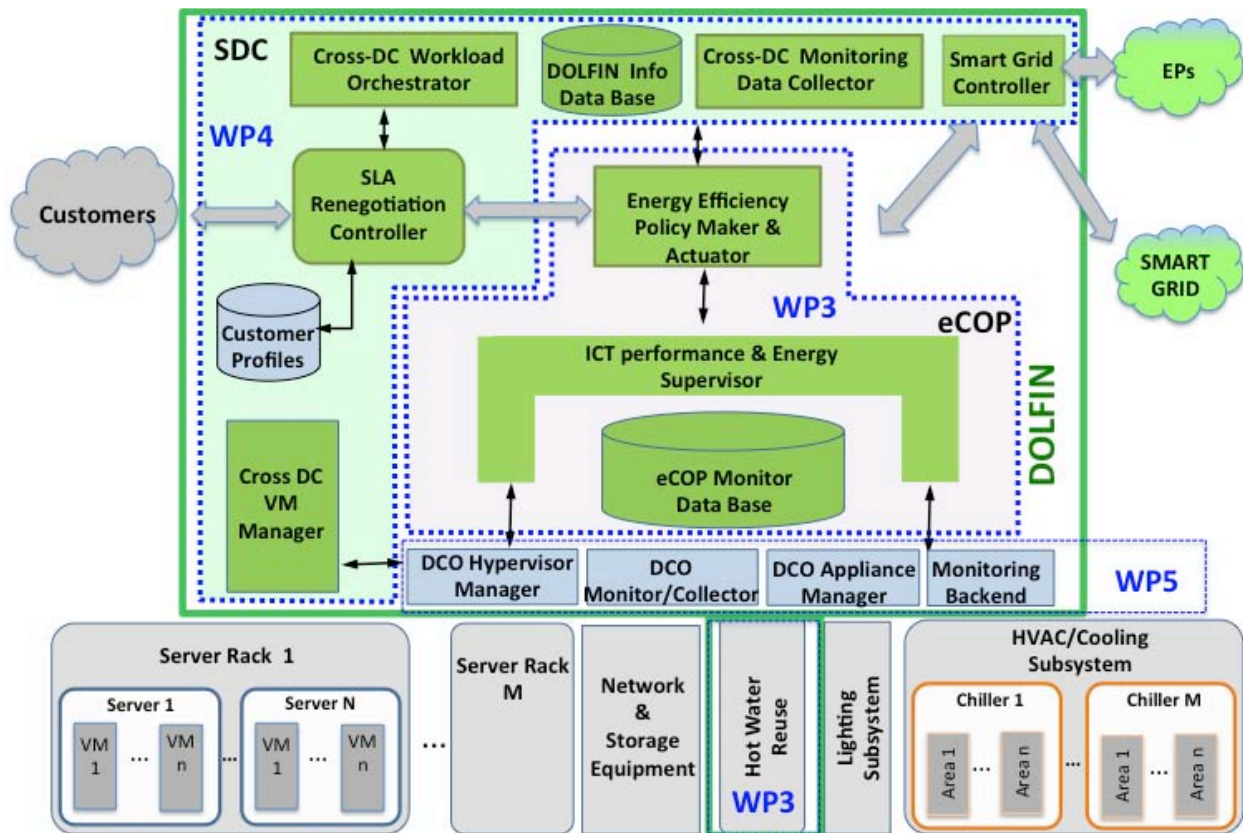 SDC
Cross-DC Workload
Orchestrator
DOLFIN Info
Data Base
Cross-DC Monitoring
Data Collector
Smart Grid
Controller
EPs
WP4
Customers
SLA
Renegotiation
Controller
Energy Efficiency
Policy Maker &
Actuator
SMART
GRID
Customer
Profiles
WP3
eCOP
ICT performance & Energy
Supervisor
DOLFIN
Cross DC
VM
Manager
eCOP Monitor
Data Base
DCO Hypervisor
Manager
DCO
Monitor/Collector
DCO Appliance
Manager
Monitoring
Backend
WP5
Server Rack 1
Server 1
VM
1
...
VM
n
...
Server N
VM
1
...
VM
n
...
Server Rack
M
Network
&
Storage
Equipment
Hot Water
Reuse
WP3
Lighting
Subsystem
HVAC/Cooling
Subsystem
Chiller 1
Area 1
...
Area n
...
Chiller M
Area 1
...
Area n